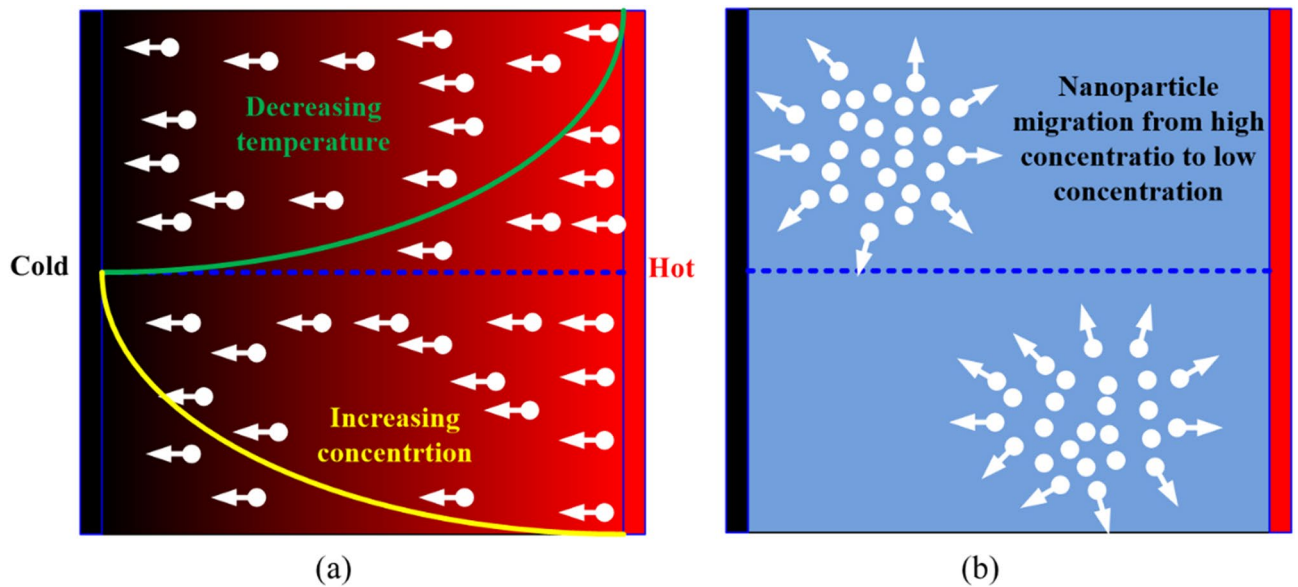 Decreasing
temperature
Cold
Hot
Increasing
concentrtion
(a)
Nanoparticle
migration from high
concentratio to low
concentration
(b)